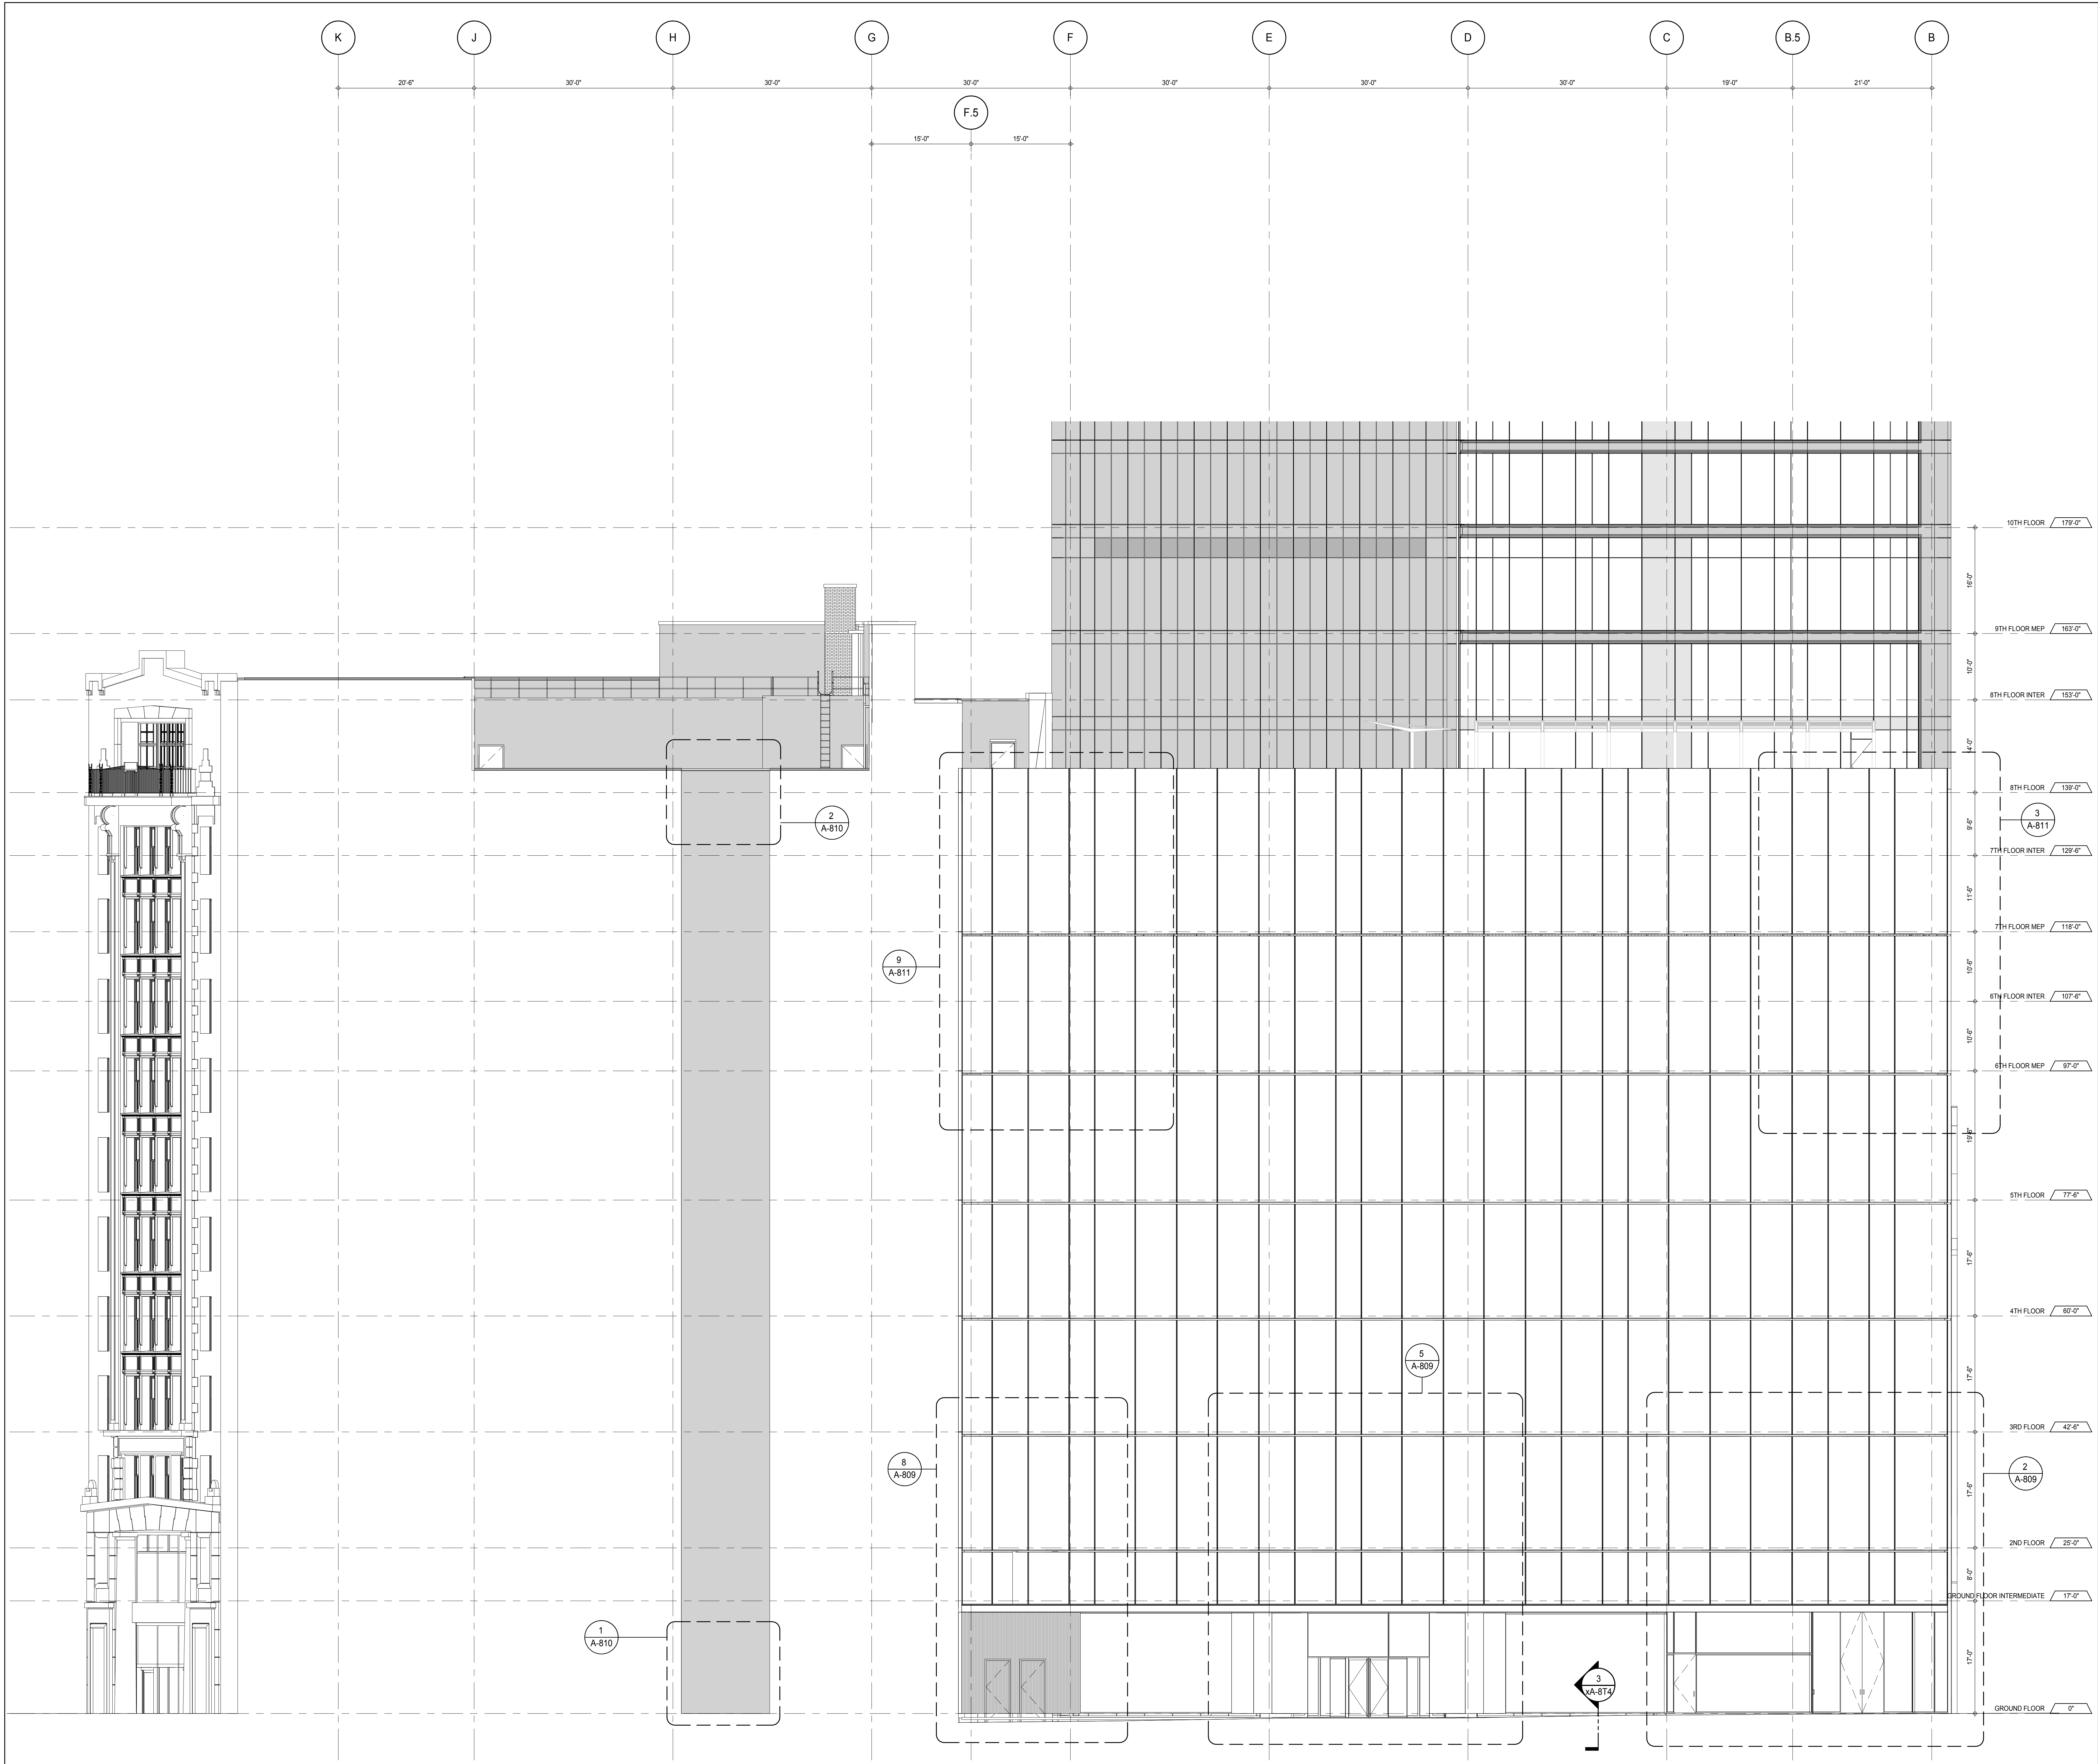 K
J
H
G
F
E
D
C
B.5
B
20'-6"
30'-0"
30'-0"
30'-0"
30'-0"
30'-0"
30'-0"
19'-0"
21'-0"
F.5
15'-0"
15'-0"
10TH FLOOR 179'-0"
16'-0"
9TH FLOOR MEP 163'-0"
10'-0"
8TH FLOOR INTER 153'-0"
14'-0"
8TH FLOOR 139'-0"
2
A-810
3
A-811
9'-6"
7TH FLOOR INTER 129'-6"
11'-6"
7TH FLOOR MEP 118'-0"
9
A-811
10'-6"
6TH FLOOR INTER 107'-6"
10'-6"
6TH FLOOR MEP 97'-0"
19'-6"
5TH FLOOR 77'-6"
17'-6"
4TH FLOOR 60'-0"
5
A-809
17'-6"
3RD FLOOR 42'-6"
8
A-809
2
A-809
17'-6"
2ND FLOOR 25'-0"
8'-0"
GROUND FLOOR INTERMEDIATE 17'-0"
1
A-810
17'-0"
3
xA-8T4
GROUND FLOOR 0"